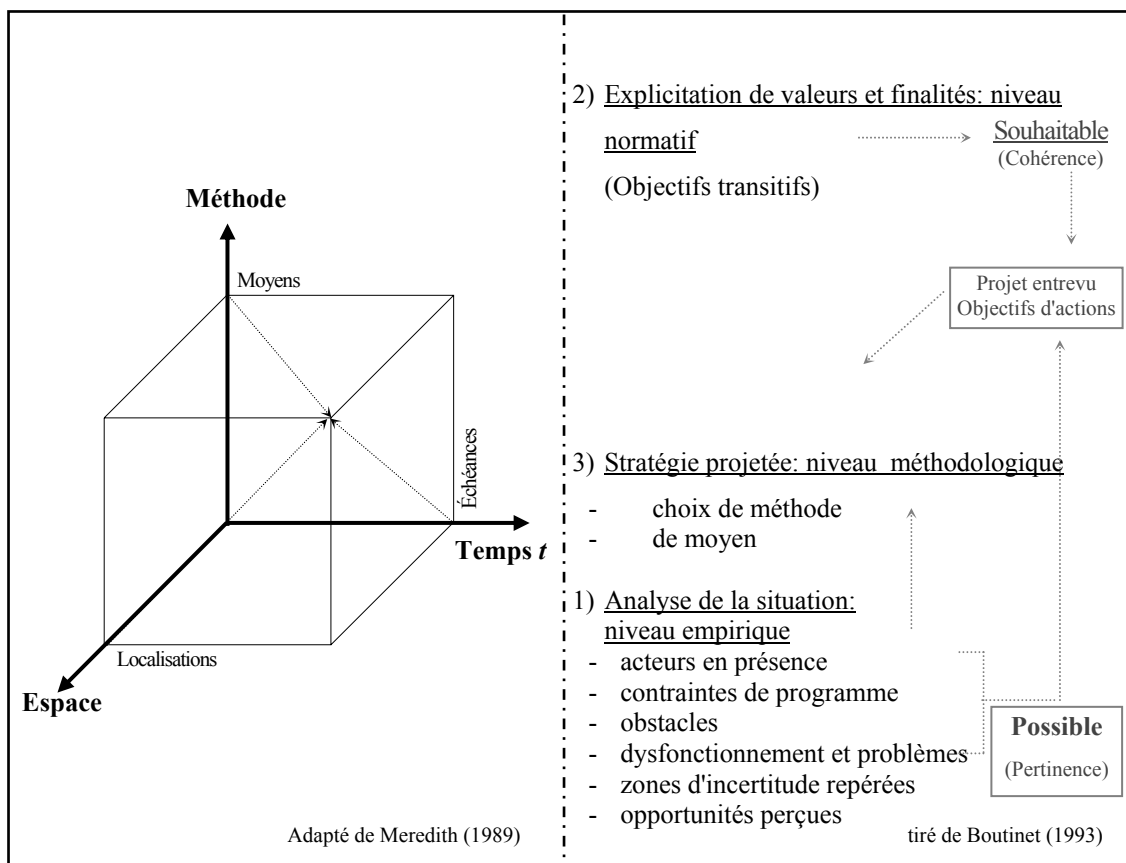 Méthode
Moyens
Échéances
Temps t
Localisations
Espace
Adapté de Meredith (1989)
2) Explicitation de valeurs et finalités: niveau
normatif
(Objectifs transitifs)
Souhaitable
(Cohérence)
Projet entrevu
Objectifs d'actions
3) Stratégie projetée: niveau méthodologique
- choix de méthode
- de moyen
1) Analyse de la situation:
niveau empirique
- acteurs en présence
- contraintes de programme
- obstacles
- dysfonctionnement et problèmes
- zones d'incertitude repérées
- opportunités perçues
Possible
(Pertinence)
tiré de Boutinet (1993)